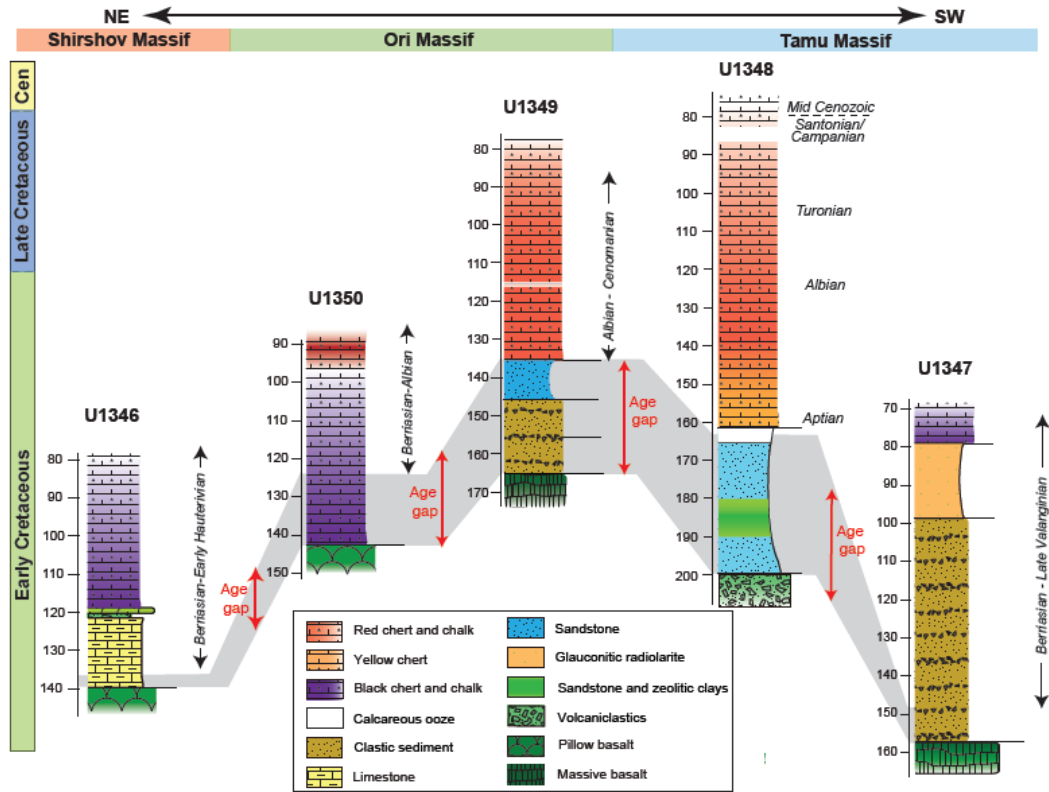 NE
SW
Shirshov Massif
Ori Massif
Tamu Massif
Cen
Late Cretaceous
Early Cretaceous
U1346
80
90
100
110
120
130
140
Berriasian-Early Hauterivian
Age
gap
U1350
90
100
110
120
130
142
150
Berriasian-Albian
Age
gap
U1349
80
90
100
110
120
130
140
150
160
170
Albian - Cenomarian
Age gap
U1348
80
90
100
110
120
130
140
150
160
170
180
190
200
Mid Cenozoic
Santonian/
Campanian
Turonian
Albian
Aptian
Age
gap
U1347
70
80
90
100
110
120
130
140
150
160
Berriasian - Late Valanginian
Red chert and chalk
Yellow chert
Black chert and chalk
Calcareous ooze
Clastic sediment
Limestone
Sandstone
Glauconitic radiolarite
Sandstone and zeolitic clays
Volcaniclastics
Pillow basalt
Massive basalt